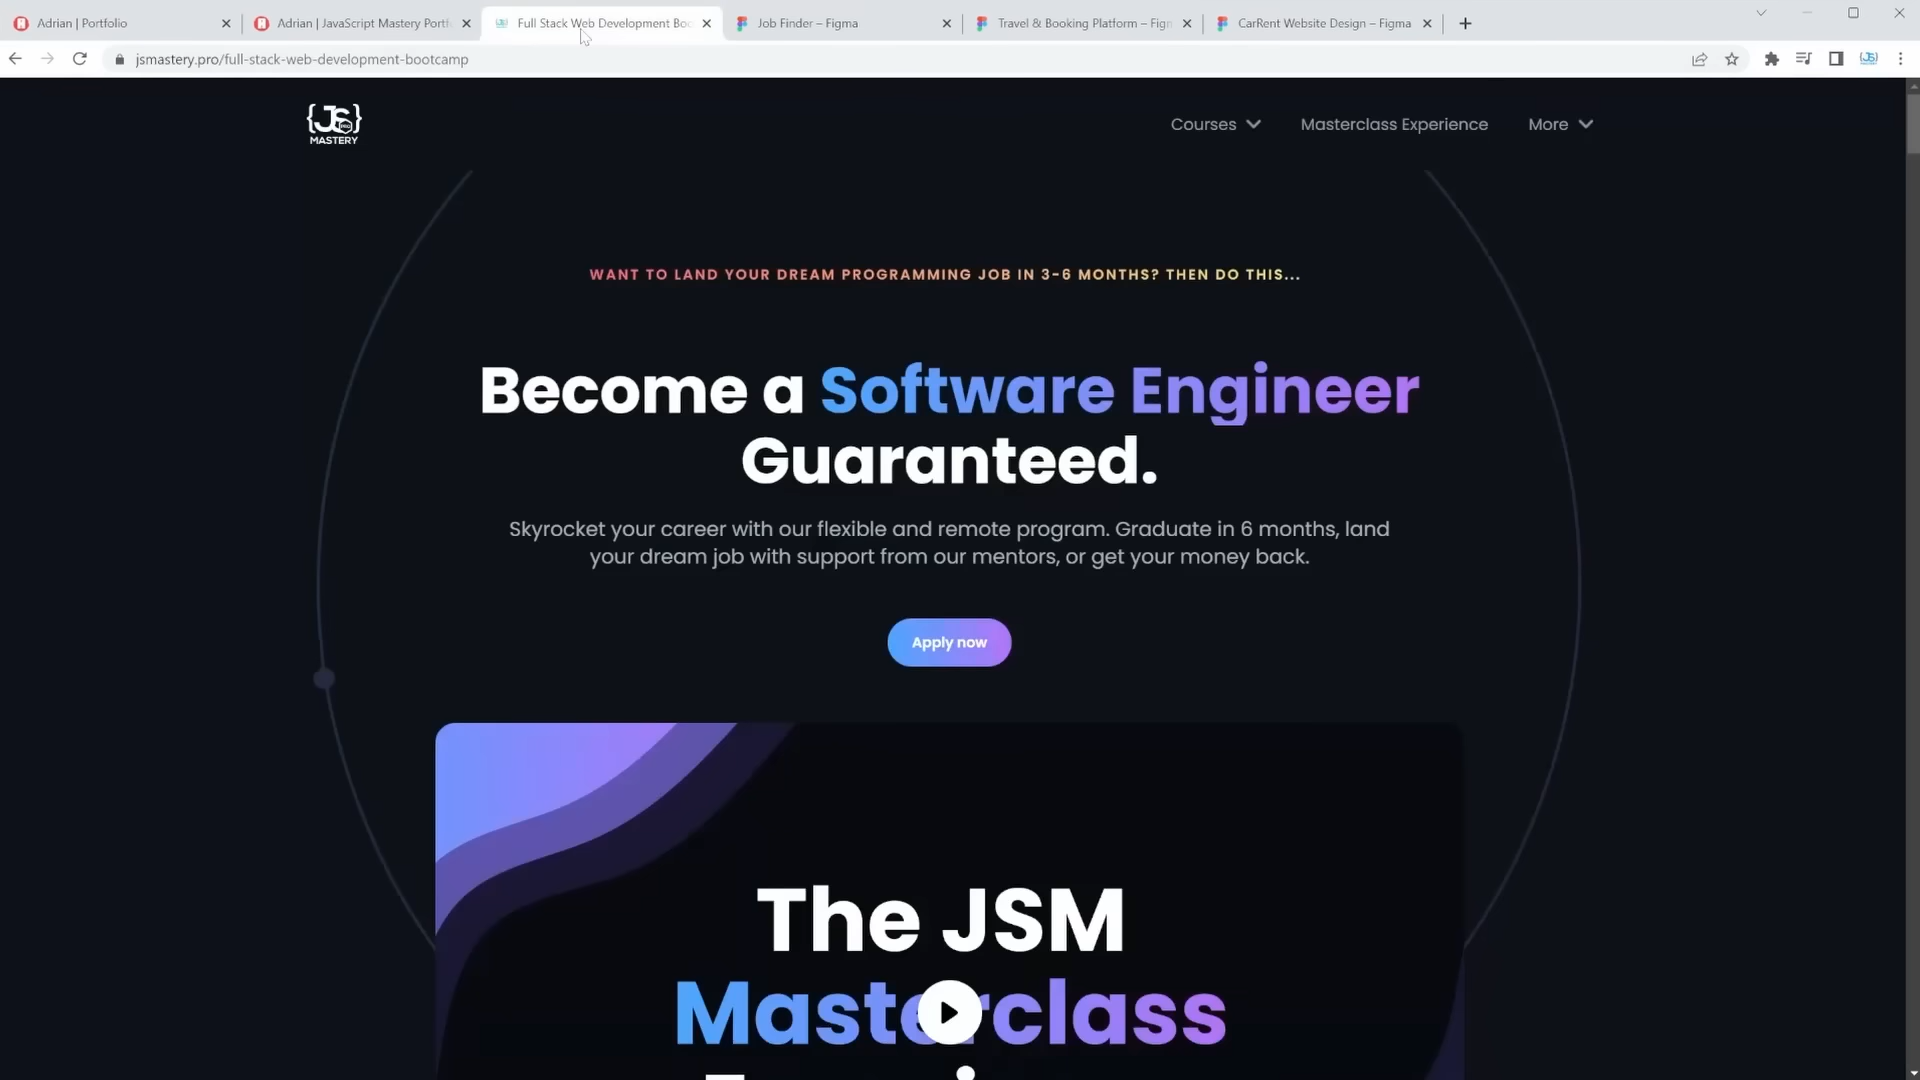 Adrian | Portfolio
Adrian | JavaScript Mastery Portf
Full Stack Web Development Boo
Job Finder – Figma
Travel & Booking Platform – Figm
CarRent Website Design – Figma
jsmastery.pro/full-stack-web-development-bootcamp
{JS}
MASTERY
Courses
Masterclass Experience
More
WANT TO LAND YOUR DREAM PROGRAMMING JOB IN 3-6 MONTHS? THEN DO THIS...
Become a Software Engineer
Guaranteed.
Skyrocket your career with our flexible and remote program. Graduate in 6 months, land
your dream job with support from our mentors, or get your money back.
Apply now
The JSM
Masterclass